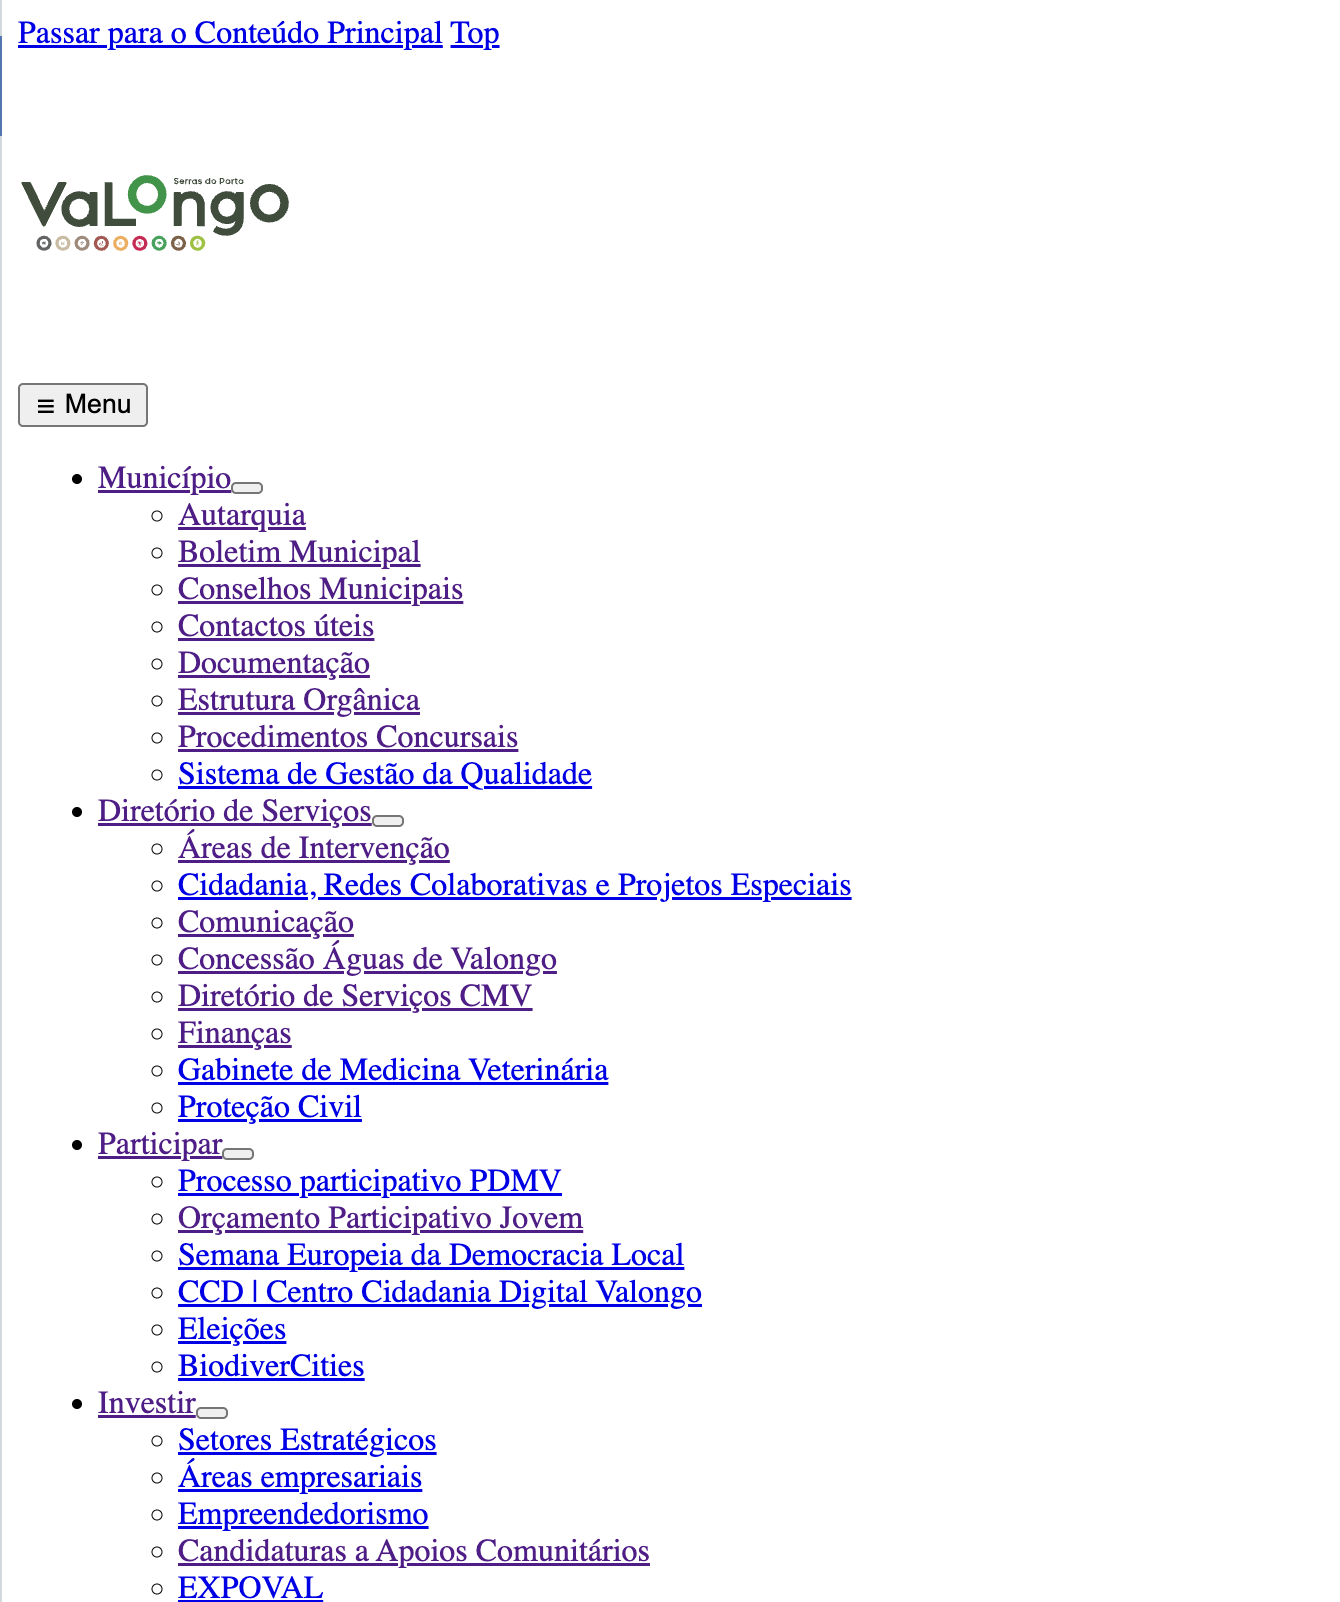 Passar para o Conteúdo Principal Top
Serras do Porto
Valongo
≡ Menu
Município
Autarquia
Boletim Municipal
Conselhos Municipais
Contactos úteis
Documentação
Estrutura Orgânica
Procedimentos Concursais
Sistema de Gestão da Qualidade
Diretório de Serviços
Áreas de Intervenção
Cidadania, Redes Colaborativas e Projetos Especiais
Comunicação
Concessão Águas de Valongo
Diretório de Serviços CMV
Finanças
Gabinete de Medicina Veterinária
Proteção Civil
Participar
Processo participativo PDMV
Orçamento Participativo Jovem
Semana Europeia da Democracia Local
CCD | Centro Cidadania Digital Valongo
Eleições
BiodiverCities
Investir
Setores Estratégicos
Áreas empresariais
Empreendedorismo
Candidaturas a Apoios Comunitários
EXPOVAL